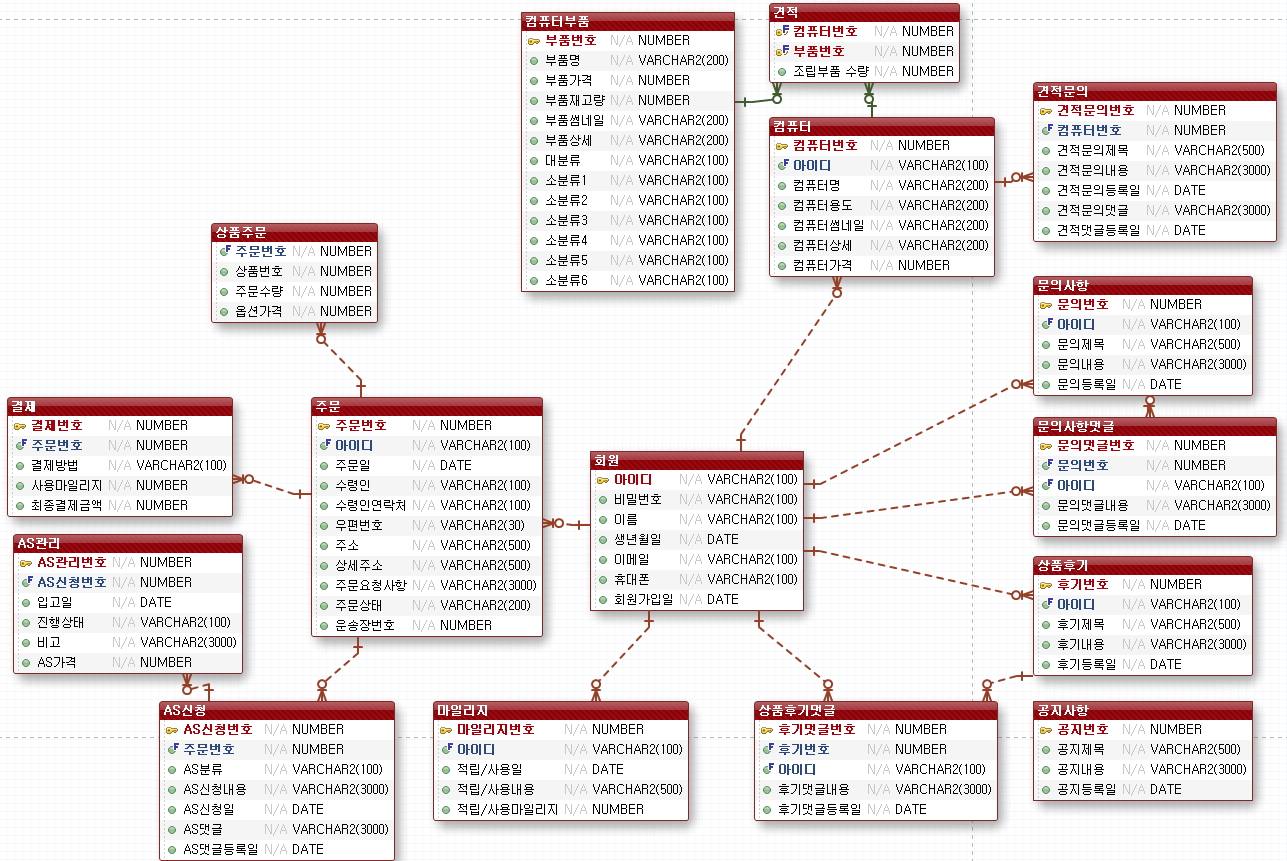 컴퓨터부품
부품번호 N/A NUMBER
부품명 N/A VARCHAR2(200)
부품가격 N/A NUMBER
부품재고량 N/A NUMBER
부품썸네일 N/A VARCHAR2(200)
부품상세 N/A VARCHAR2(200)
대분류 N/A VARCHAR2(100)
소분류1 N/A VARCHAR2(100)
소분류2 N/A VARCHAR2(100)
소분류3 N/A VARCHAR2(100)
소분류4 N/A VARCHAR2(100)
소분류5 N/A VARCHAR2(100)
소분류6 N/A VARCHAR2(100)
견적
컴퓨터번호 N/A NUMBER
부품번호 N/A NUMBER
조립부품 수량 N/A NUMBER
컴퓨터
컴퓨터번호 N/A NUMBER
아이디 N/A VARCHAR2(100)
컴퓨터명 N/A VARCHAR2(200)
컴퓨터용도 N/A VARCHAR2(200)
컴퓨터썸네일 N/A VARCHAR2(200)
컴퓨터상세 N/A VARCHAR2(200)
컴퓨터가격 N/A NUMBER
견적문의
견적문의번호 N/A NUMBER
컴퓨터번호 N/A NUMBER
견적문의제목 N/A VARCHAR2(500)
견적문의내용 N/A VARCHAR2(3000)
견적문의등록일 N/A DATE
견적문의댓글 N/A VARCHAR2(3000)
견적댓글등록일 N/A DATE
상품주문
주문번호 N/A NUMBER
상품번호 N/A NUMBER
주문수량 N/A NUMBER
옵션가격 N/A NUMBER
문의사항
문의번호 N/A NUMBER
아이디 N/A VARCHAR2(100)
문의제목 N/A VARCHAR2(500)
문의내용 N/A VARCHAR2(3000)
문의등록일 N/A DATE
결제
결제번호 N/A NUMBER
주문번호 N/A NUMBER
결제방법 N/A VARCHAR2(100)
사용마일리지 N/A NUMBER
최종결제금액 N/A NUMBER
주문
주문번호 N/A NUMBER
아이디 N/A VARCHAR2(100)
주문일 N/A DATE
수령인 N/A VARCHAR2(100)
수령인연락처 N/A VARCHAR2(100)
우편번호 N/A VARCHAR2(30)
주소 N/A VARCHAR2(500)
상세주소 N/A VARCHAR2(500)
주문요청사항 N/A VARCHAR2(3000)
주문상태 N/A VARCHAR2(200)
운송장번호 N/A NUMBER
회원
아이디 N/A VARCHAR2(100)
비밀번호 N/A VARCHAR2(100)
이름 N/A VARCHAR2(100)
생년월일 N/A DATE
이메일 N/A VARCHAR2(100)
휴대폰 N/A VARCHAR2(100)
회원가입일 N/A DATE
문의사항댓글
문의댓글번호 N/A NUMBER
문의번호 N/A NUMBER
아이디 N/A VARCHAR2(100)
문의댓글내용 N/A VARCHAR2(3000)
문의댓글등록일 N/A DATE
AS관리
AS관리번호 N/A NUMBER
AS신청번호 N/A NUMBER
입고일 N/A DATE
진행상태 N/A VARCHAR2(100)
비고 N/A VARCHAR2(3000)
AS가격 N/A NUMBER
상품후기
후기번호 N/A NUMBER
아이디 N/A VARCHAR2(100)
후기제목 N/A VARCHAR2(500)
후기내용 N/A VARCHAR2(3000)
후기등록일 N/A DATE
AS신청
AS신청번호 N/A NUMBER
주문번호 N/A NUMBER
AS분류 N/A VARCHAR2(100)
AS신청내용 N/A VARCHAR2(3000)
AS신청일 N/A DATE
AS댓글 N/A VARCHAR2(3000)
AS댓글등록일 N/A DATE
마일리지
마일리지번호 N/A NUMBER
아이디 N/A VARCHAR2(100)
적립/사용일 N/A DATE
적립/사용내용 N/A VARCHAR2(500)
적립/사용마일리지 N/A NUMBER
상품후기댓글
후기댓글번호 N/A NUMBER
후기번호 N/A NUMBER
아이디 N/A VARCHAR2(100)
후기댓글내용 N/A VARCHAR2(3000)
후기댓글등록일 N/A DATE
공지사항
공지번호 N/A NUMBER
공지제목 N/A VARCHAR2(500)
공지내용 N/A VARCHAR2(3000)
공지등록일 N/A DATE